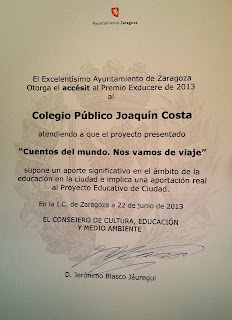 Ayuntamiento Zaragoza
El Excelentísimo Ayuntamiento de Zaragoza
Otorga el accésit al Premio Exducere de 2013
al
Colegio Público Joaquín Costa
atendiendo a que el proyecto presentado
“Cuentos del mundo. Nos vamos de viaje”
supone un aporte significativo en el ámbito de la
educación en la ciudad e implica una aportación real
al Proyecto Educativo de Ciudad.
En la I.C. de Zaragoza a 22 de junio de 2013
EL CONSEJERO DE CULTURA, EDUCACIÓN
Y MEDIO AMBIENTE
D. Jerónimo Blasco Jáuregui